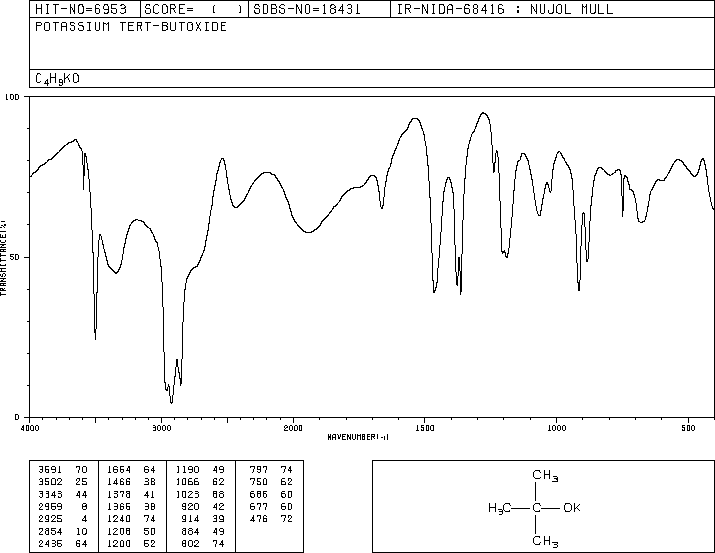 HIT-NO=6953 SCORE= ( ) SDBS-NO=18431 IR-NIDA-68416 : NUJOL MULL
POTASSIUM TERT-BUTOXIDE
C4H9KO
100
50
0
TRANSMITTANCE(%)
4000 3000 2000 1500 1000 500
WAVENUMBER(-1)
3591 70 1664 64 1190 49 797 74
3502 25 1466 38 1066 62 750 62
3343 44 1378 41 1023 68 686 60
2959 8 1366 38 920 42 677 60
2925 4 1240 74 914 39 476 72
2854 10 1208 50 884 49
2435 64 1200 52 802 74
CH3
H3C C OK
CH3